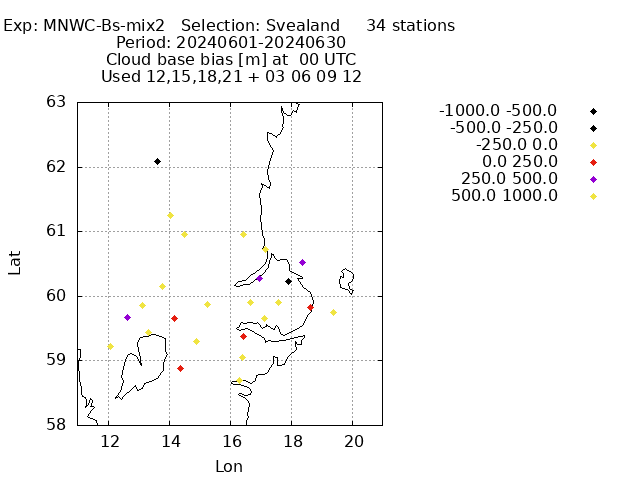 Exp: MNWC-Bs-mix2   Selection: Svealand     34 stations
Period: 20240601-20240630
Cloud base bias [m] at  00 UTC
Used 12,15,18,21 + 03 06 09 12
-1000.0 -500.0
-500.0 -250.0
-250.0 0.0
0.0 250.0
250.0 500.0
500.0 1000.0
63
62
61
60
59
58
Lat
12 14 16 18 20
Lon